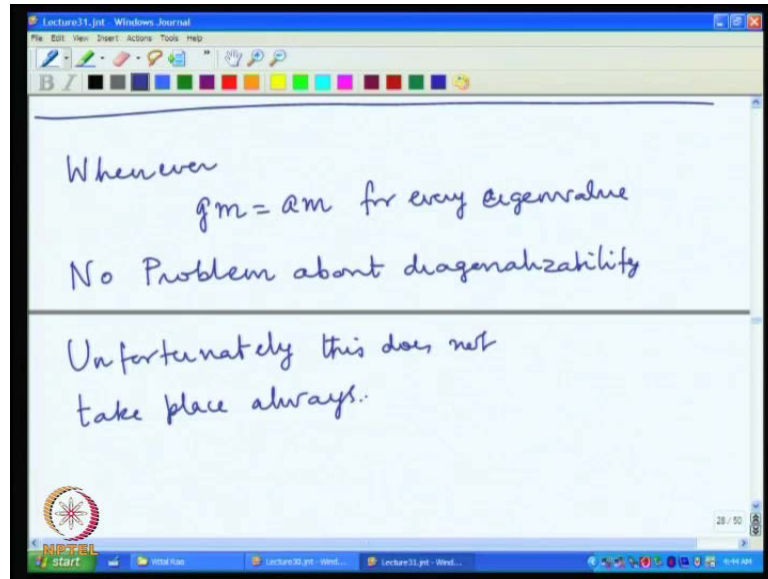 Lecture31.jnt - Windows Journal
File Edit View Insert Actions Tools Help
B I
Whenever
gm = am for every eigenvalue
No Problem about diagonalizability
Unfortunately this does not
take place always..
28 / 50
NPTEL
start Vittal Rao Lecture30.jnt - Wind... Lecture31.jnt - Wind... 4:44 AM